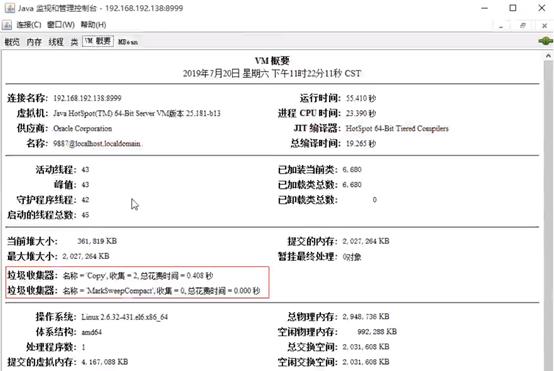 Java 监视和管理控制台 - 192.168.192.138:8999
连接(C) 窗口(W) 帮助(H)
概览 内存 线程 类 VM 概要 MBean
VM 概要
2019年7月20日 星期六 下午11时22分11秒 CST
连接名称: 192.168.192.138:8999 运行时间: 55.410 秒
虚拟机: Java HotSpot(TM) 64-Bit Server VM版本 25.181-b13 进程 CPU 时间: 23.390 秒
供应商: Oracle Corporation JIT 编译器: HotSpot 64-Bit Tiered Compilers
名称: 9887@localhost.localdomain 总编译时间: 19.265 秒
活动线程: 43 已加装当前类: 6,680
峰值: 43 已加载类总数: 6,680
守护程序线程: 42 已卸载类总数: 0
启动的线程总数: 45
当前堆大小: 361,819 KB 提交的内存: 2,027,264 KB
最大堆大小: 2,027,264 KB 暂挂最终处理: 0对象
垃圾收集器: 名称 = 'Copy', 收集 = 2, 总花费时间 = 0.408 秒
垃圾收集器: 名称 = 'MarkSweepCompact', 收集 = 0, 总花费时间 = 0.000 秒
操作系统: Linux 2.6.32-431.el6.x86_64 总物理内存: 2,948,736 KB
体系结构: amd64 空闲物理内存: 992,288 KB
处理程序数: 1 总交换空间: 2,031,608 KB
提交的虚拟内存: 4,167,088 KB 空闲交换空间: 2,031,608 KB